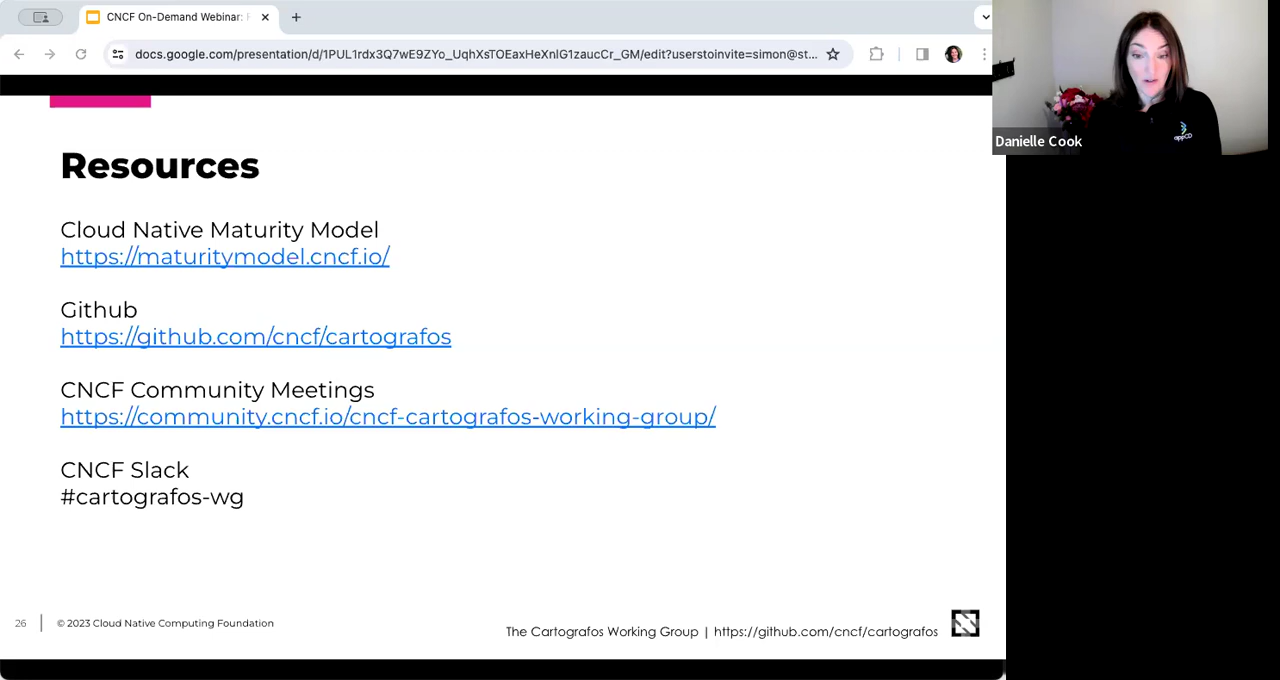 CNCF On-Demand Webinar:
docs.google.com/presentation/d/1PUL1rdx3Q7wE9ZYo_UqhXsTOEaxHeXnlG1zaucCr_GM/edit?userstoinvite=simon@st...
Danielle Cook
appCD
Resources
Cloud Native Maturity Model
https://maturitymodel.cncf.io/
Github
https://github.com/cncf/cartografos
CNCF Community Meetings
https://community.cncf.io/cncf-cartografos-working-group/
CNCF Slack
#cartografos-wg
26
© 2023 Cloud Native Computing Foundation
The Cartografos Working Group | https://github.com/cncf/cartografos